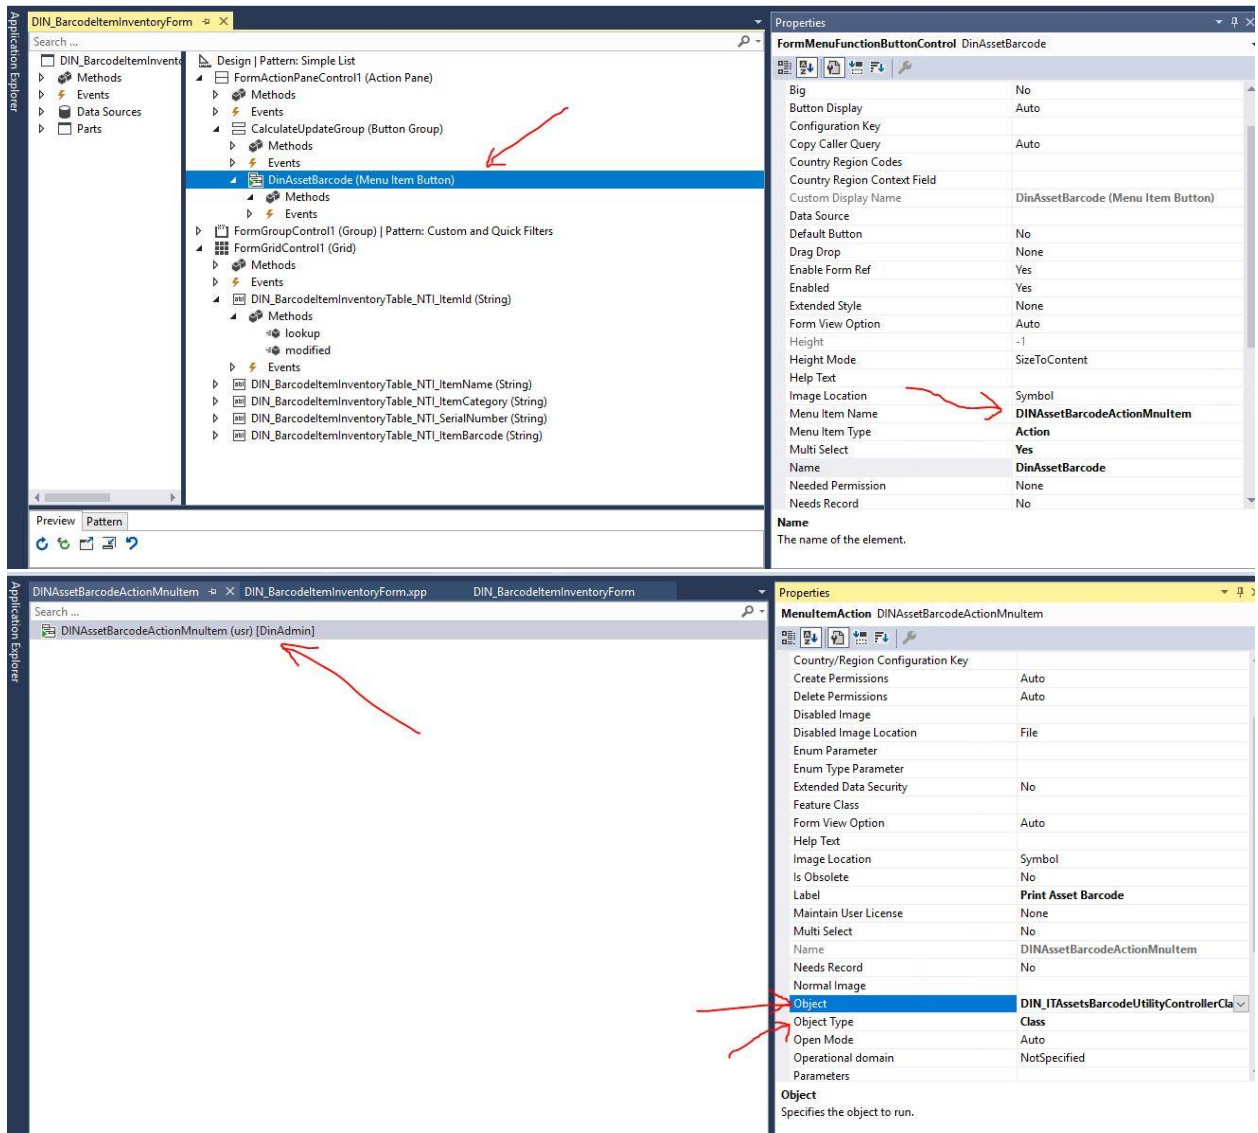 Application Explorer
DIN_BarcodeItemInventoryForm
Search ...
DIN_BarcodeItemInvento
Methods
Events
Data Sources
Parts
Design | Pattern: Simple List
FormActionPaneControl1 (Action Pane)
Methods
Events
CalculateUpdateGroup (Button Group)
Methods
Events
DinAssetBarcode (Menu Item Button)
Methods
Events
FormGroupControl1 (Group) | Pattern: Custom and Quick Filters
FormGridControl1 (Grid)
Methods
Events
DIN_BarcodeItemInventoryTable_NTI_ItemId (String)
Methods
lookup
modified
Events
DIN_BarcodeItemInventoryTable_NTI_ItemName (String)
DIN_BarcodeItemInventoryTable_NTI_ItemCategory (String)
DIN_BarcodeItemInventoryTable_NTI_SerialNumber (String)
DIN_BarcodeItemInventoryTable_NTI_ItemBarcode (String)
Preview Pattern
Properties
FormMenuFunctionButtonControl DinAssetBarcode
Big No
Button Display Auto
Configuration Key
Copy Caller Query Auto
Country Region Codes
Country Region Context Field
Custom Display Name DinAssetBarcode (Menu Item Button)
Data Source
Default Button No
Drag Drop None
Enable Form Ref Yes
Enabled Yes
Extended Style None
Form View Option Auto
Height -1
Height Mode SizeToContent
Help Text
Image Location Symbol
Menu Item Name DINAssetBarcodeActionMnuItem
Menu Item Type Action
Multi Select Yes
Name DinAssetBarcode
Needed Permission None
Needs Record No
Name
The name of the element.
Application Explorer
DINAssetBarcodeActionMnuItem DIN_BarcodeItemInventoryForm.xpp DIN_BarcodeItemInventoryForm
Search ...
DINAssetBarcodeActionMnuItem (usr) [DinAdmin]
Properties
MenuItemAction DINAssetBarcodeActionMnuItem
Country/Region Configuration Key
Create Permissions Auto
Delete Permissions Auto
Disabled Image
Disabled Image Location File
Enum Parameter
Enum Type Parameter
Extended Data Security No
Feature Class
Form View Option Auto
Help Text
Image Location Symbol
Is Obsolete No
Label Print Asset Barcode
Maintain User License None
Multi Select No
Name DINAssetBarcodeActionMnuItem
Needs Record No
Normal Image
Object DIN_ITAssetsBarcodeUtilityControllerCla
Object Type Class
Open Mode Auto
Operational domain NotSpecified
Parameters
Object
Specifies the object to run.